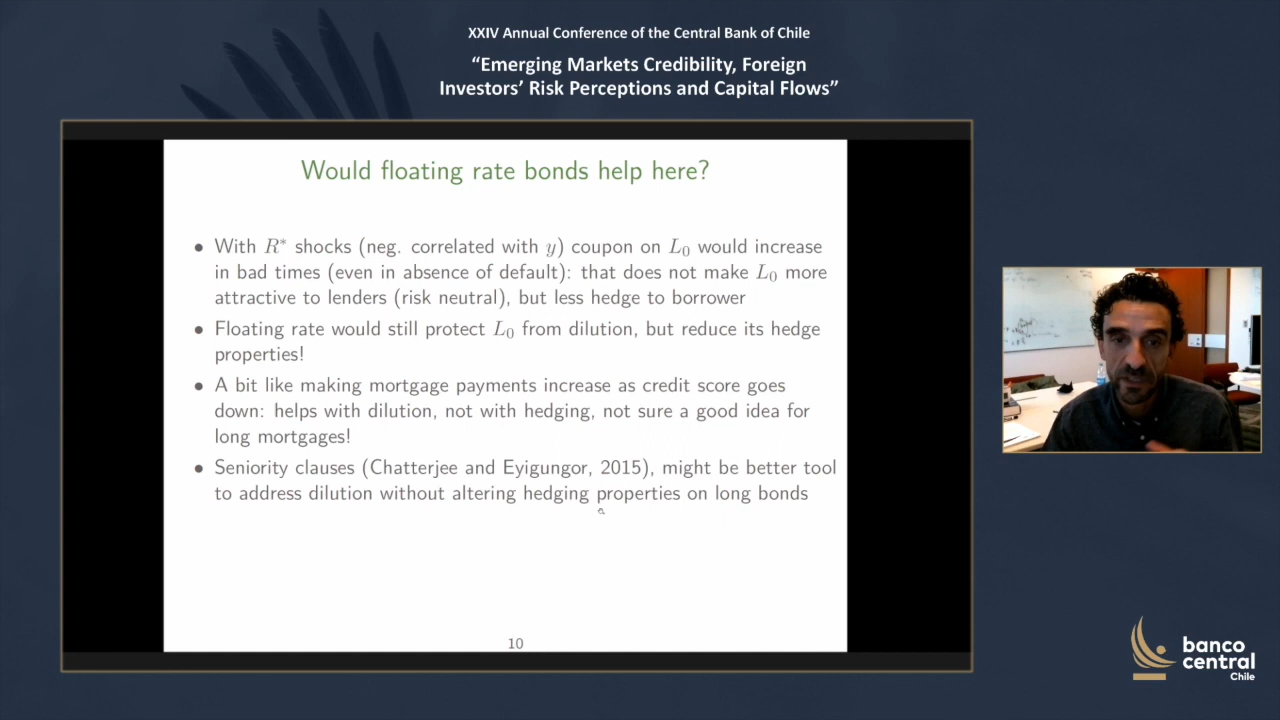 XXIV Annual Conference of the Central Bank of Chile
“Emerging Markets Credibility, Foreign
Investors’ Risk Perceptions and Capital Flows”
Would floating rate bonds help here?
• With R* shocks (neg. correlated with y) coupon on L₀ would increase
in bad times (even in absence of default): that does not make L₀ more
attractive to lenders (risk neutral), but less hedge to borrower
• Floating rate would still protect L₀ from dilution, but reduce its hedge
properties!
• A bit like making mortgage payments increase as credit score goes
down: helps with dilution, not with hedging, not sure a good idea for
long mortgages!
• Seniority clauses (Chatterjee and Eyigungor, 2015), might be better tool
to address dilution without altering hedging properties on long bonds
10
banco
central
Chile